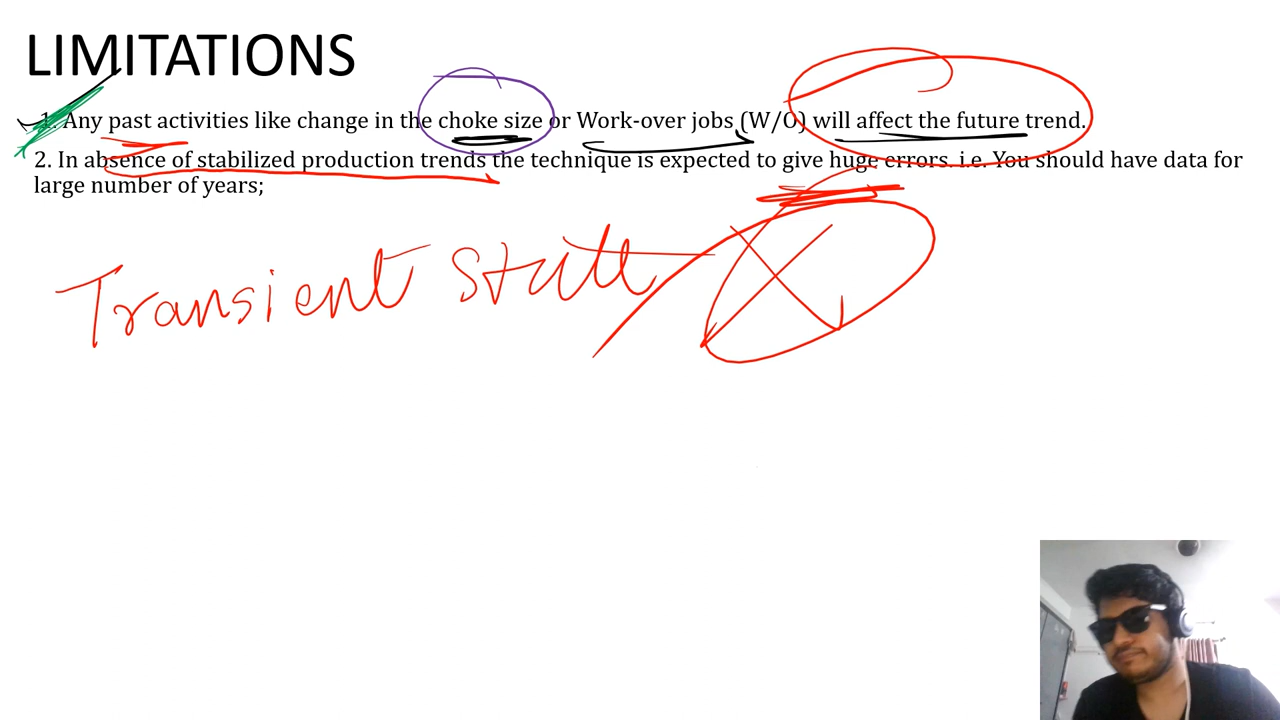 LIMITATIONS
1. Any past activities like change in the choke size or Work-over jobs (W/O) will affect the future trend.
2. In absence of stabilized production trends the technique is expected to give huge errors. i.e. You should have data for
large number of years;
Transient State